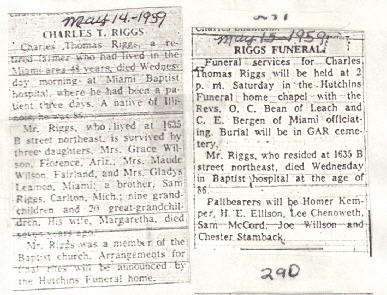 May 14-1959
CHARLES T. RIGGS
Charles Thomas Riggs, a re-
tired farmer who had lived in the
Miami area 45 years, died Wednes-
day morning at Miami Baptist
hospital, where he had been a pa-
tient three days. A native of Illi-
nois, he was 86.
Mr. Riggs, who lived at 1635
B street northeast, is survived by
three daughters, Mrs. Grace Wil-
son, Florence, Ariz.; Mrs. Maude
Wilson, Fairland, and Mrs. Gladys
Leamon, Miami; a brother, Sam
Riggs, Carlton, Mich.; nine grand-
children and 20 great-grandchil-
dren. His wife, Margaretha, died
years ago.
Mr. Riggs was a member of the
Baptist church. Arrangements for
final rites will be announced by
the Hutchins Funeral home.
May 15-1959
RIGGS FUNERAL
Funeral services for Charles
Thomas Riggs will be held at 2
p. m. Saturday in the Hutchins
Funeral home chapel with the
Revs. O. C. Bean of Leach and
C. E. Bergen of Miami officiat-
ing. Burial will be in GAR ceme-
tery.
Mr. Riggs, who resided at 1635 B
street northeast, died Wednesday
in Baptist hospital at the age of
86.
Pallbearers will be Homer Kem-
per, H. E. Ellison, Lee Chenoweth,
Sam McCord, Joe Willson and
Chester Stamback.
290